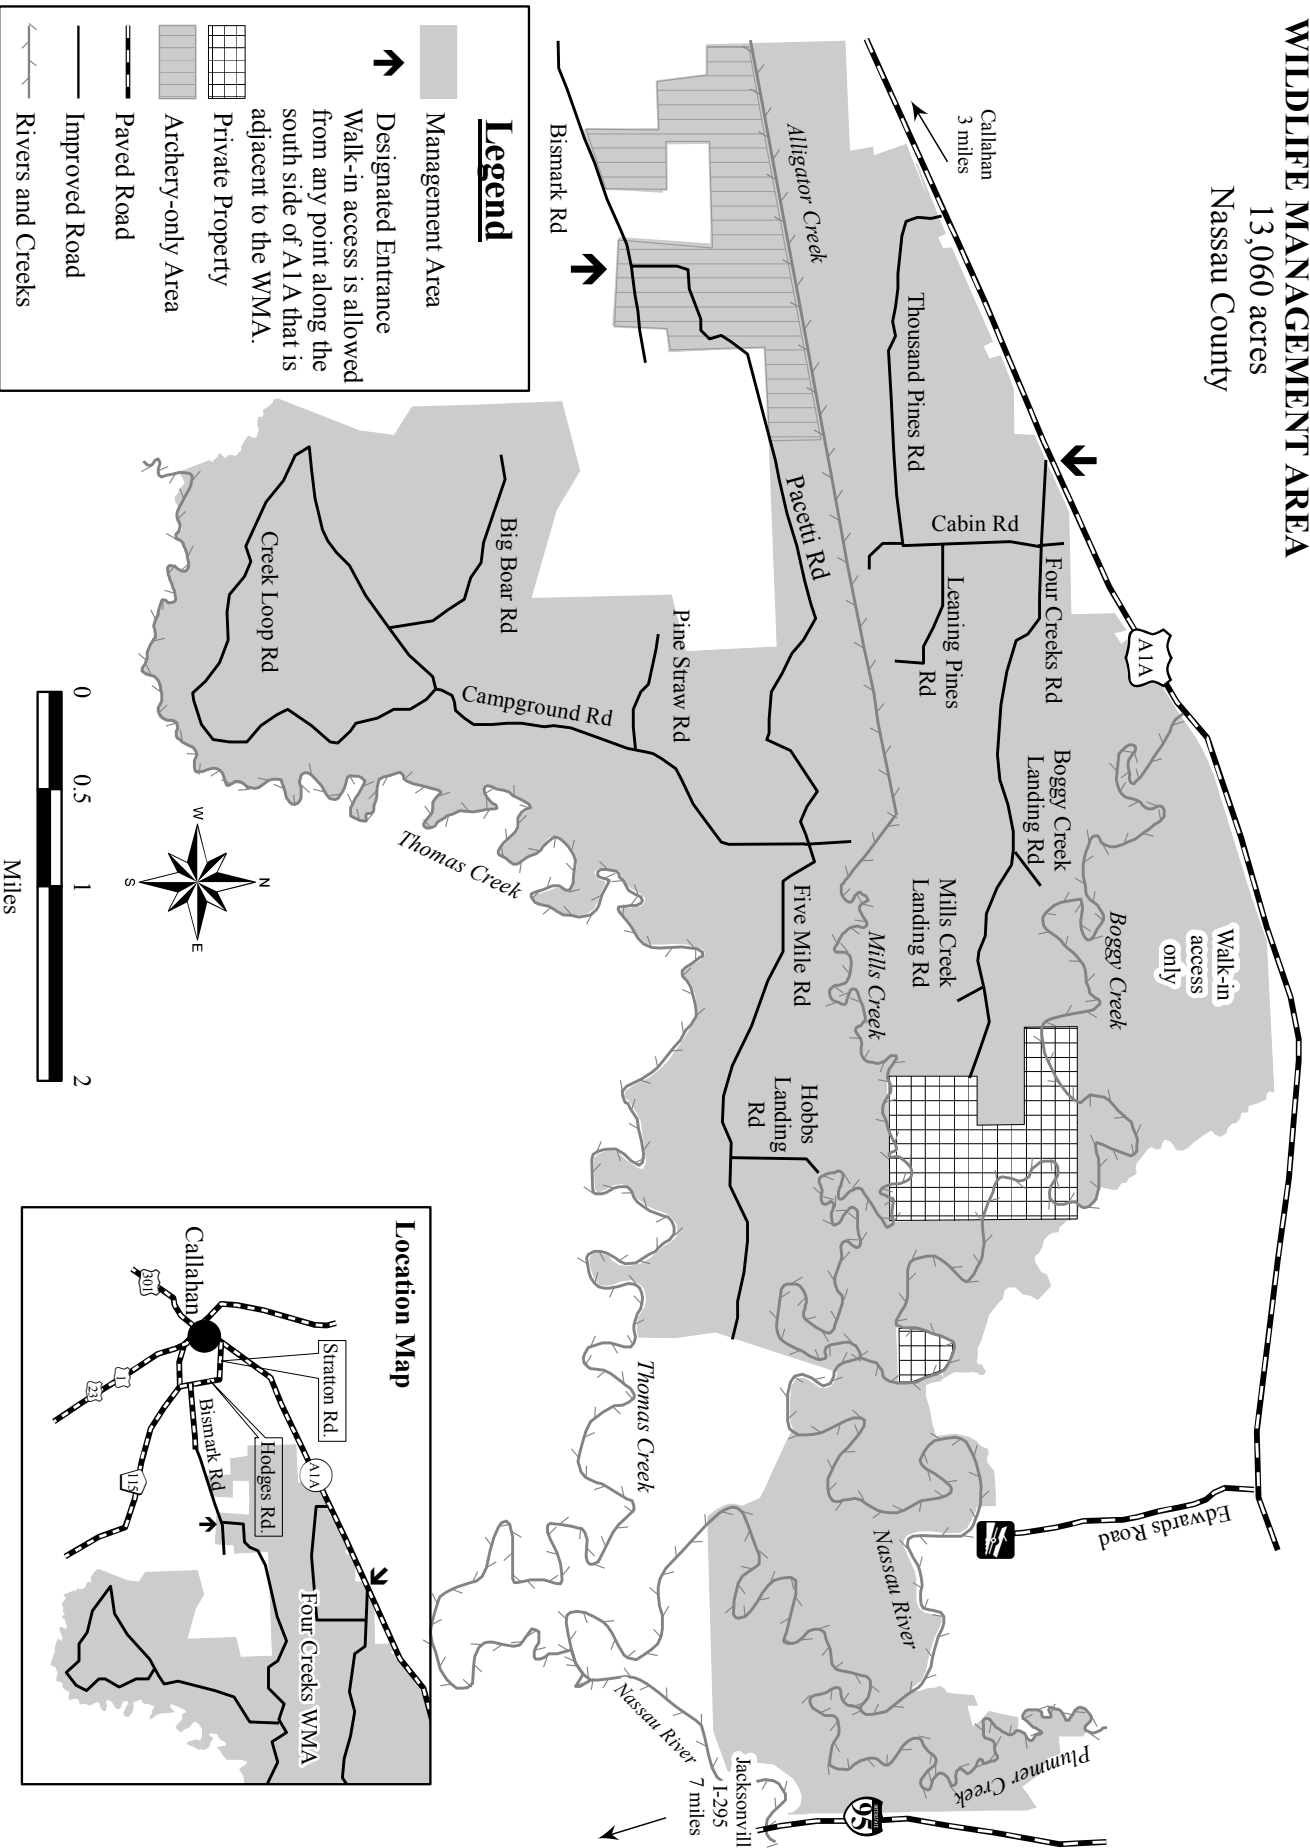 WILDLIFE MANAGEMENT AREA
13,060 acres
Nassau County
Callahan
3 miles
A1A
Walk-in
access
only
Edwards Road
Alligator Creek
Thousand Pines Rd
Cabin Rd
Four Creeks Rd
Leaning Pines
Rd
Boggy Creek
Landing Rd
Boggy Creek
Mills Creek
Landing Rd
Mills Creek
Bismark Rd
Pacetti Rd
Five Mile Rd
Hobbs
Landing
Rd
Pine Straw Rd
Campground Rd
Big Boar Rd
Creek Loop Rd
Thomas Creek
Thomas Creek
Nassau River
Nassau River
Plummer Creek
INTERSTATE
95
Jacksonvill
I-295
7 miles
Legend
Management Area
Designated Entrance
Walk-in access is allowed
from any point along the
south side of A1A that is
adjacent to the WMA.
Private Property
Archery-only Area
Paved Road
Improved Road
Rivers and Creeks
0 0.5 1 2
Miles
N
W
E
S
Location Map
Stratton Rd.
Hodges Rd.
Callahan
301
1
23
115
A1A
Bismark Rd
Four Creeks WMA